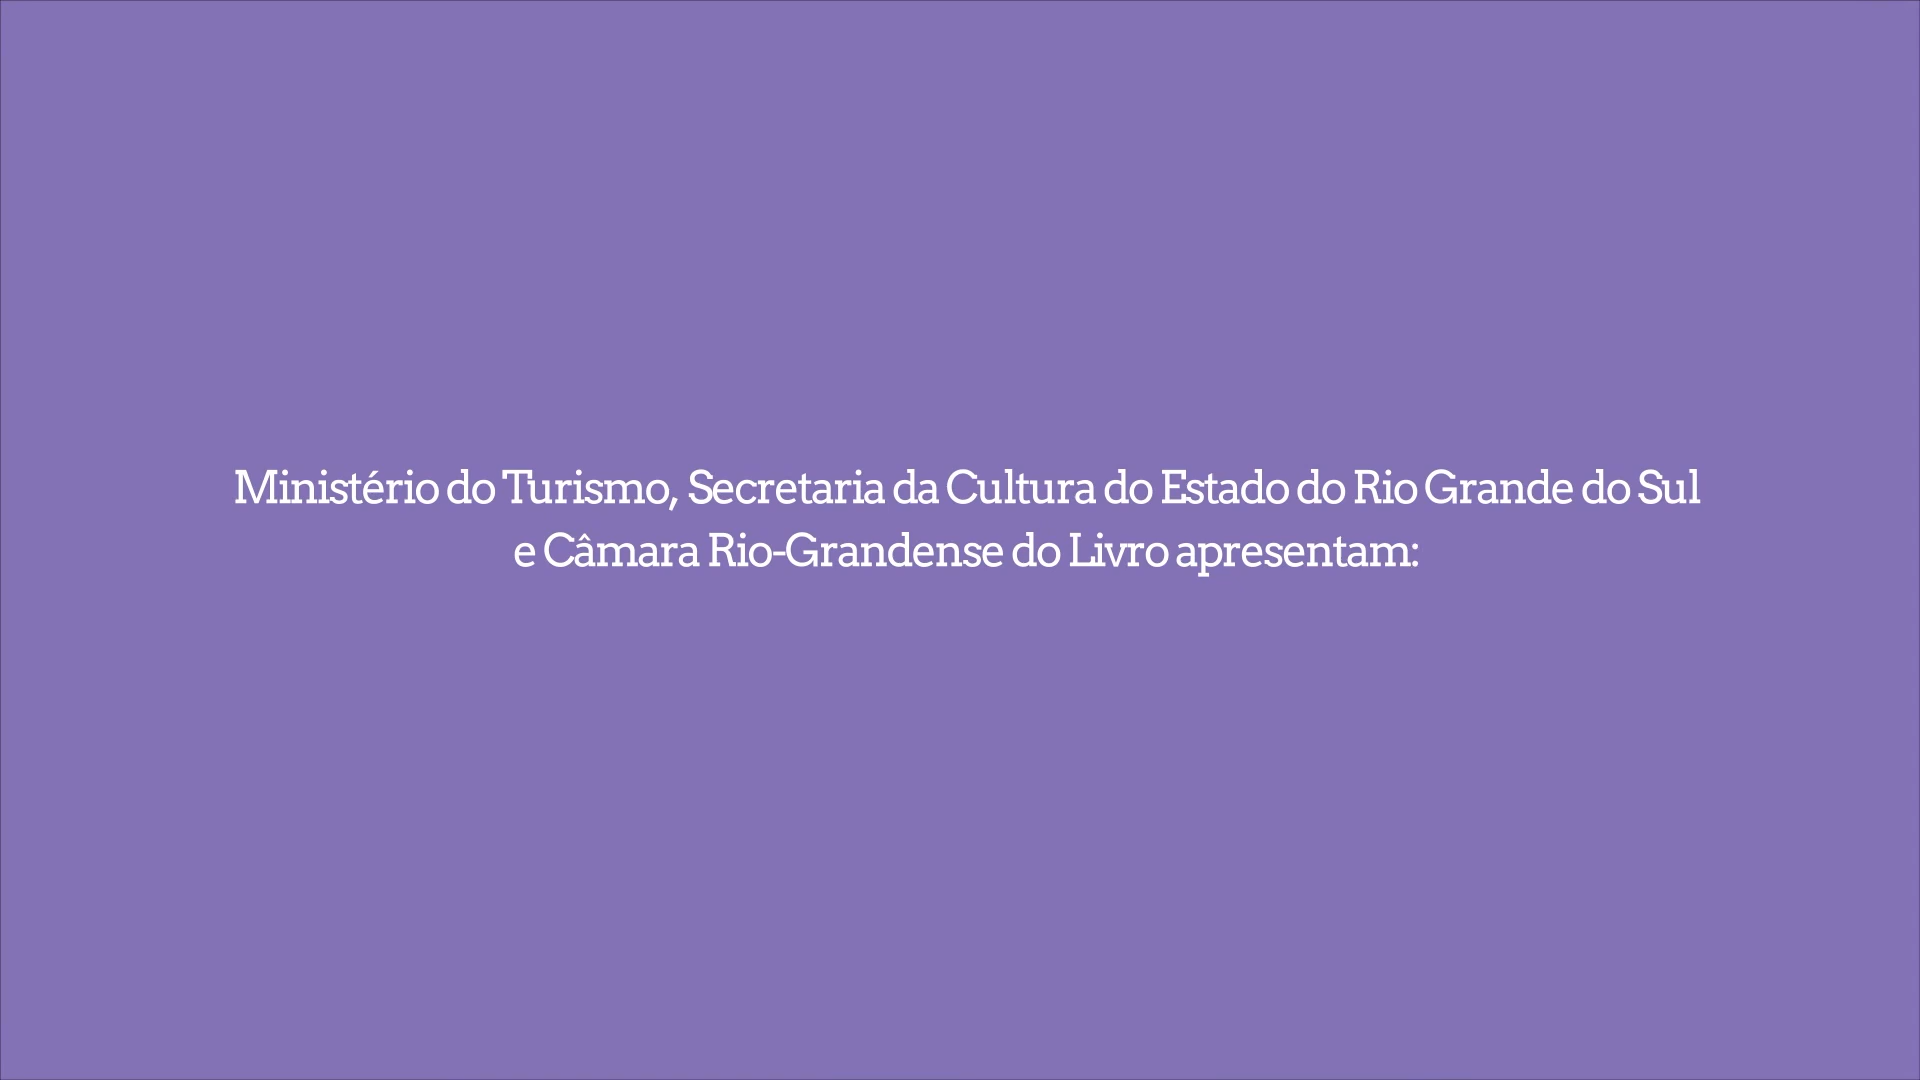 Ministério do Turismo, Secretaria da Cultura do Estado do Rio Grande do Sul
e Câmara Rio-Grandense do Livro apresentam: